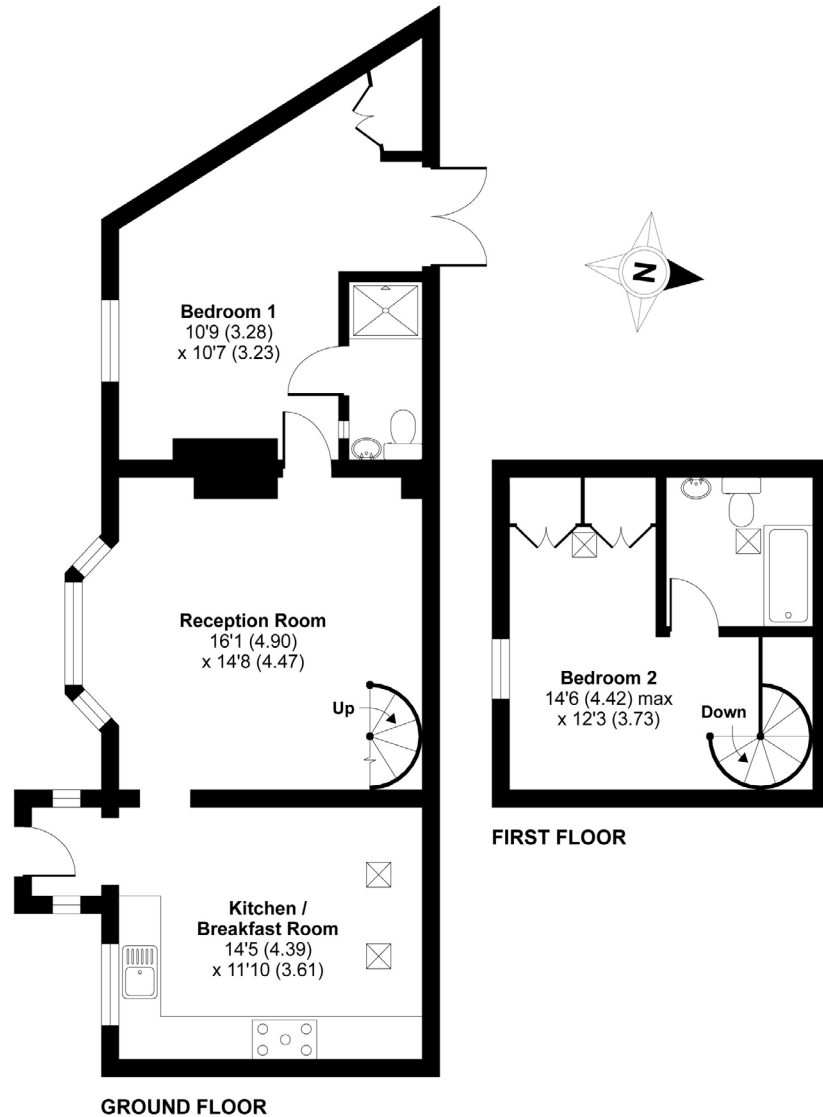 Bedroom 1
10'9 (3.28)
x 10'7 (3.23)
N
Reception Room
16'1 (4.90)
x 14'8 (4.47)
Up
Bedroom 2
14'6 (4.42) max
x 12'3 (3.73)
Down
FIRST FLOOR
Kitchen /
Breakfast Room
14'5 (4.39)
x 11'10 (3.61)
GROUND FLOOR